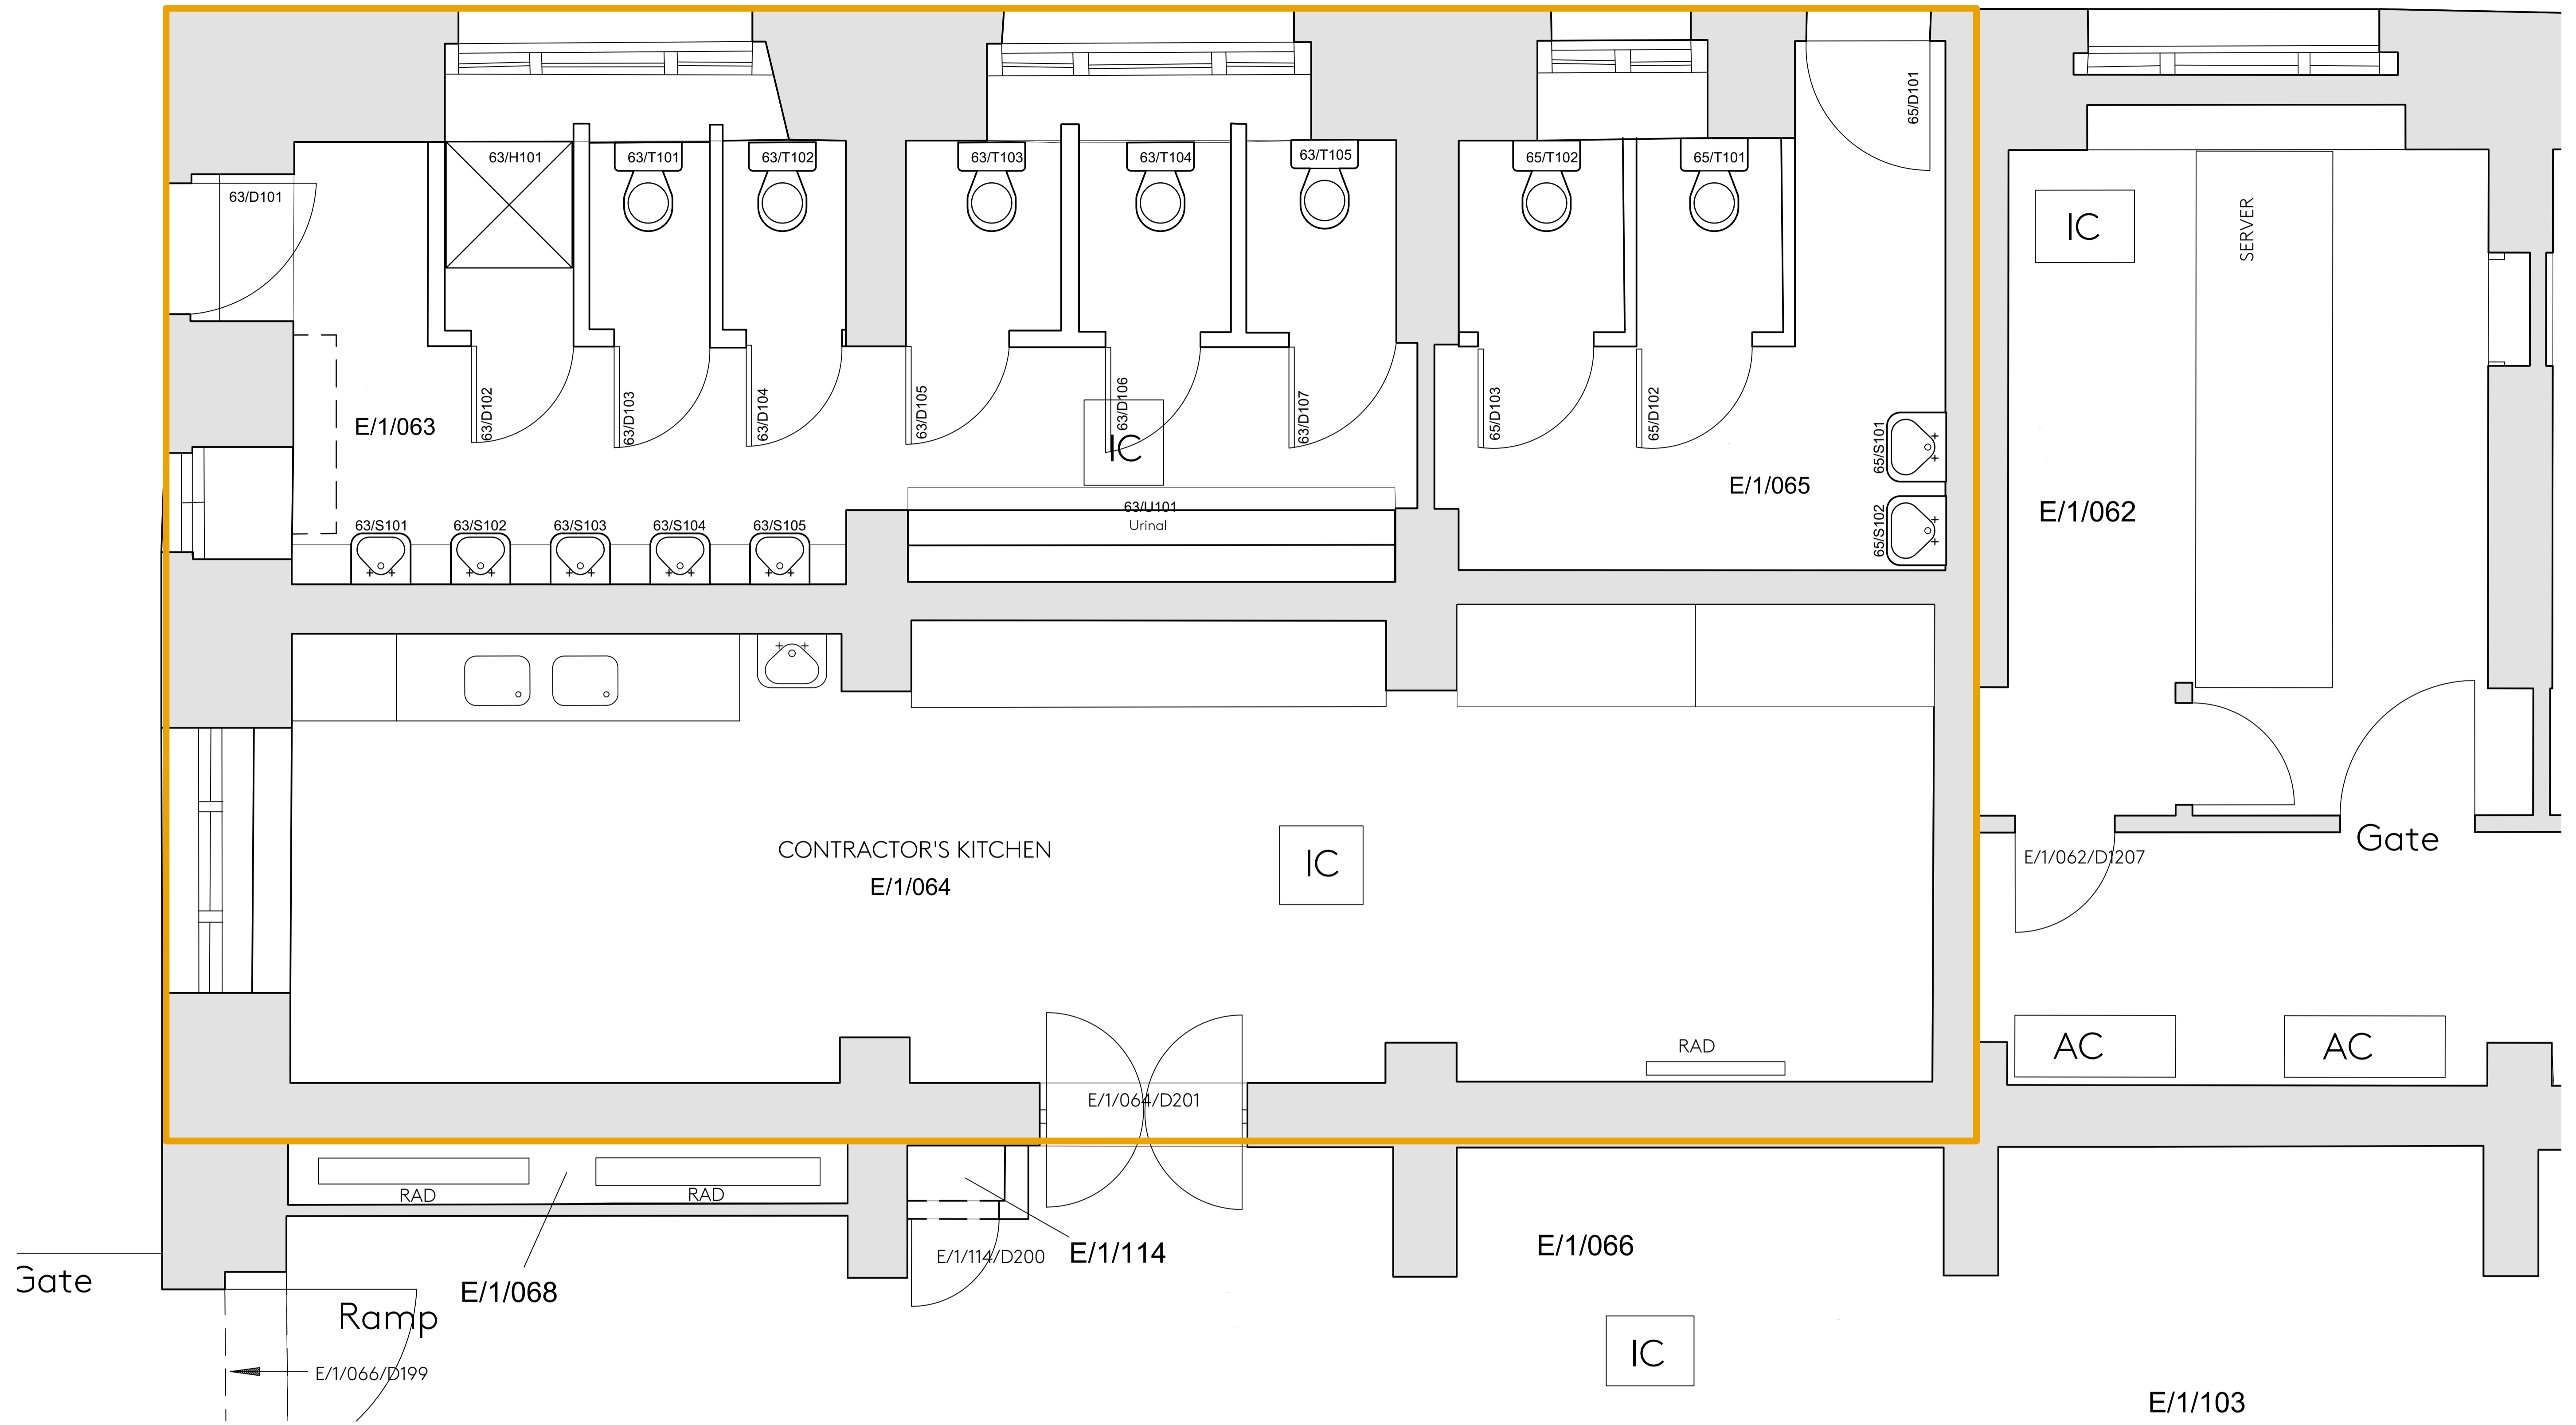 63/H101
63/T101
63/T102
63/T103
63/T104
63/T105
65/T102
65/T101
65/D101
63/D101
IC
SERVER
63/D102
63/D103
63/D104
63/D105
63/D106
63/D107
65/D103
65/D102
E/1/063
IC
65/S101
E/1/065
E/1/062
63/S101
63/S102
63/S103
63/S104
63/S105
63/U101
Urinal
65/S102
CONTRACTOR'S KITCHEN
E/1/064
IC
Gate
E/1/062/D1207
RAD
AC
AC
E/1/064/D201
RAD
RAD
E/1/114/D200
E/1/114
E/1/066
Gate
E/1/068
Ramp
IC
E/1/066/D199
E/1/103